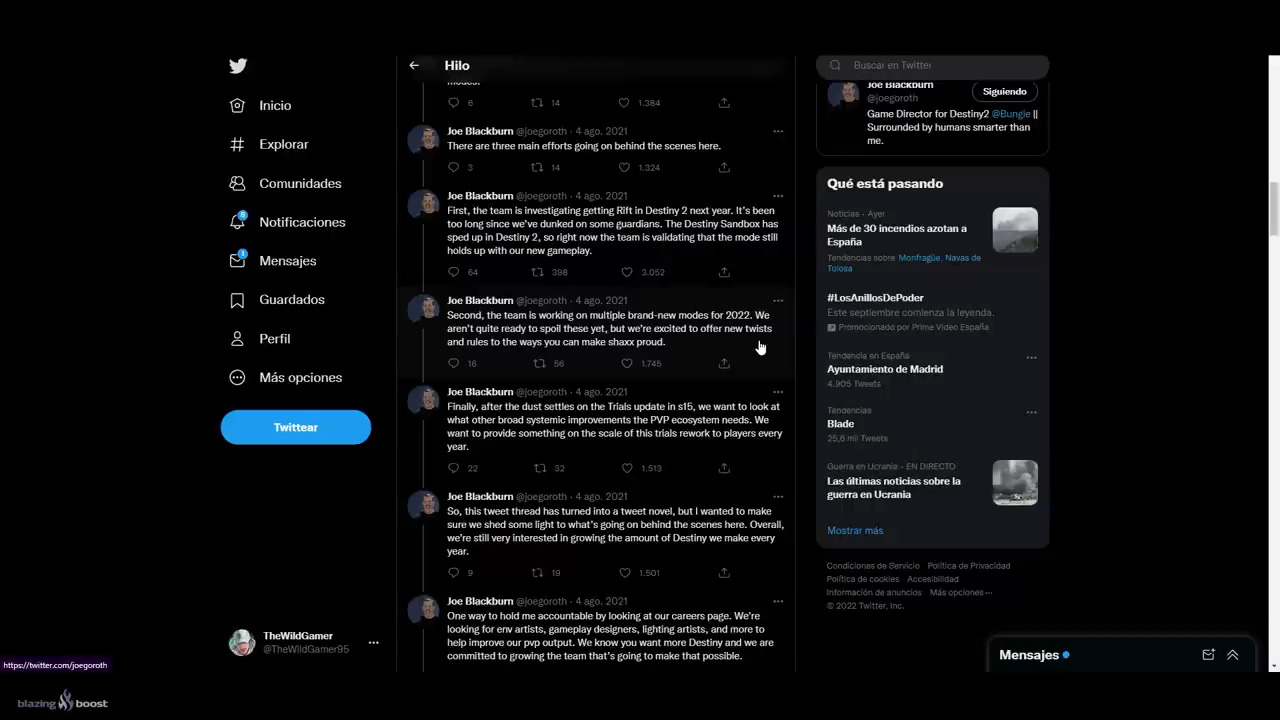 Hilo
Buscar en Twitter
Inicio
Explorar
Comunidades
6
Notificaciones
1
Mensajes
Guardados
Perfil
Más opciones
Twittear
TheWildGamer
@TheWildGamer95
https://twitter.com/joegoroth
blazing boost
modes.
6 14 1.384
Joe Blackburn @joegoroth · 4 ago. 2021
There are three main efforts going on behind the scenes here.
3 14 1.324
Joe Blackburn @joegoroth · 4 ago. 2021
First, the team is investigating getting Rift in Destiny 2 next year. It's been
too long since we've dunked on some guardians. The Destiny Sandbox has
sped up in Destiny 2, so right now the team is validating that the mode still
holds up with our new gameplay.
64 398 3.052
Joe Blackburn @joegoroth · 4 ago. 2021
Second, the team is working on multiple brand-new modes for 2022. We
aren't quite ready to spoil these yet, but we're excited to offer new twists
and rules to the ways you can make shaxx proud.
16 56 1.745
Joe Blackburn @joegoroth · 4 ago. 2021
Finally, after the dust settles on the Trials update in s15, we want to look at
what other broad systemic improvements the PVP ecosystem needs. We
want to provide something on the scale of this trials rework to players every
year.
22 32 1.513
Joe Blackburn @joegoroth · 4 ago. 2021
So, this tweet thread has turned into a tweet novel, but I wanted to make
sure we shed some light to what's going on behind the scenes here. Overall,
we're still very interested in growing the amount of Destiny we make every
year.
9 19 1.501
Joe Blackburn @joegoroth · 4 ago. 2021
One way to hold me accountable by looking at our careers page. We're
looking for env artists, gameplay designers, lighting artists, and more to
help improve our pvp output. We know you want more Destiny and we are
committed to growing the team that's going to make that possible.
Joe Blackburn
@joegoroth
Siguiendo
Game Director for Destiny2 @Bungie ||
Surrounded by humans smarter than
me.
Qué está pasando
Noticias · Ayer
Más de 30 incendios azotan a
España
Tendencias sobre Monfragüe, Navas de
Tolosa
#LosAnillosDePoder
Este septiembre comienza la leyenda.
Promocionado por Prime Video España
Tendencia en España
Ayuntamiento de Madrid
4.905 Tweets
Tendencias
Blade
25,6 mil Tweets
Guerra en Ucrania · EN DIRECTO
Las últimas noticias sobre la
guerra en Ucrania
Mostrar más
Condiciones de Servicio Política de Privacidad
Política de cookies Accesibilidad
Información de anuncios Más opciones ···
© 2022 Twitter, Inc.
Mensajes